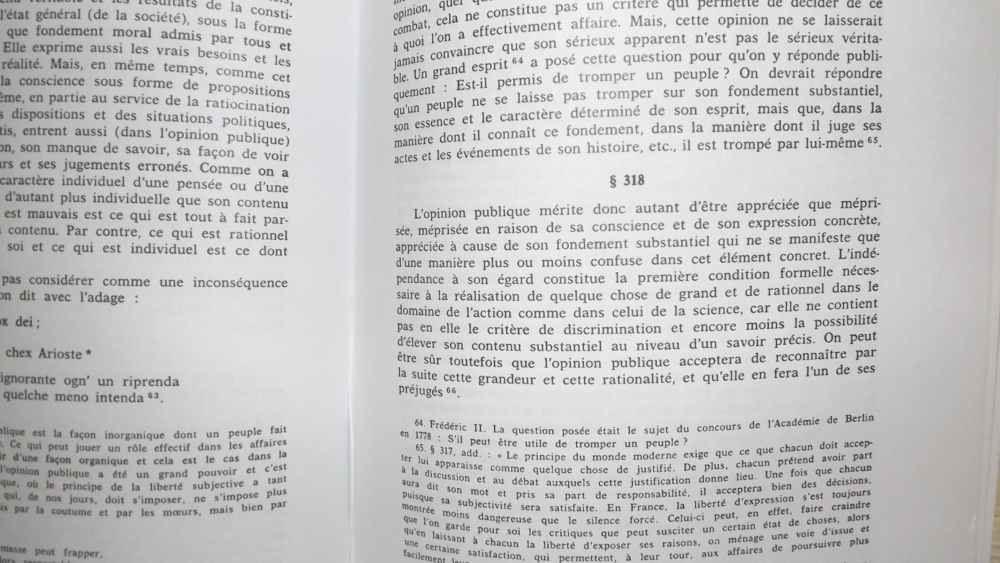 et les résultats de la consti-
l'état général (de la société), sous la forme
que fondement moral admis par tous et
Elle exprime aussi les vrais besoins et les
réalité. Mais, en même temps, comme cet
la conscience sous forme de propositions
en partie au service de la ratiocination
dispositions et des situations politiques,
entrent aussi (dans l'opinion publique)
son manque de savoir, sa façon de voir
et ses jugements erronés. Comme on a
caractère individuel d'une pensée ou d'une
d'autant plus individuelle que son contenu
est mauvais est ce qui est tout à fait par-
contenu. Par contre, ce qui est rationnel
soi et ce qui est individuel est ce dont
pas considérer comme une inconséquence
dit avec l'adage :
dei ;
chex Arioste *
ignorante ogn' un riprenda
quelche meno intenda 63.
est la façon inorganique dont un peuple fait
Ce qui peut jouer un rôle effectif dans les affaires
d'une façon organique et cela est le cas dans la
l'opinion publique a été un grand pouvoir et c'est
que, où le principe de la liberté subjective a tant
qui, de nos jours, doit s'imposer, ne s'impose plus
par la coutume et par les mœurs, mais bien par
masse peut frapper,
opinion,
combat, cela ne constitue pas un critère qui permette de décider de ce
à quoi l'on a effectivement affaire. Mais, cette opinion ne se laisserait
jamais convaincre que son sérieux apparent n'est pas le sérieux vérita-
ble. Un grand esprit 64 a posé cette question pour qu'on y réponde publi-
quement : Est-il permis de tromper un peuple ? On devrait répondre
qu'un peuple ne se laisse pas tromper sur son fondement substantiel,
son essence et le caractère déterminé de son esprit, mais que, dans la
manière dont il connaît ce fondement, dans la manière dont il juge ses
actes et les événements de son histoire, etc., il est trompé par lui-même 65.
§ 318
L'opinion publique mérite donc autant d'être appréciée que mépri-
sée, méprisée en raison de sa conscience et de son expression concrète,
appréciée à cause de son fondement substantiel qui ne se manifeste que
d'une manière plus ou moins confuse dans cet élément concret. L'indé-
pendance à son égard constitue la première condition formelle néces-
saire à la réalisation de quelque chose de grand et de rationnel dans le
domaine de l'action comme dans celui de la science, car elle ne contient
pas en elle le critère de discrimination et encore moins la possibilité
d'élever son contenu substantiel au niveau d'un savoir précis. On peut
être sûr toutefois que l'opinion publique acceptera de reconnaître par
la suite cette grandeur et cette rationalité, et qu'elle en fera l'un de ses
préjugés 66.
64. Frédéric II. La question posée était le sujet du concours de l'Académie de Berlin
en 1778 : S'il peut être utile de tromper un peuple ?
65. § 317, add. : « Le principe du monde moderne exige que ce que chacun doit accep-
ter lui apparaisse comme quelque chose de justifié. De plus, chacun prétend avoir part
à la discussion et au débat auxquels cette justification donne lieu. Une fois que chacun
aura dit son mot et pris sa part de responsabilité, il acceptera bien des décisions,
puisque sa subjectivité sera satisfaite. En France, la liberté d'expression s'est toujours
montrée moins dangereuse que le silence forcé. Celui-ci peut, en effet, faire craindre
que l'on garde pour soi les critiques que peut susciter un certain état de choses, alors
qu'en laissant à chacun la liberté d'exposer ses raisons, on ménage une voie d'issue et
une certaine satisfaction, qui permettent, à leur tour, aux affaires de poursuivre plus
facilement